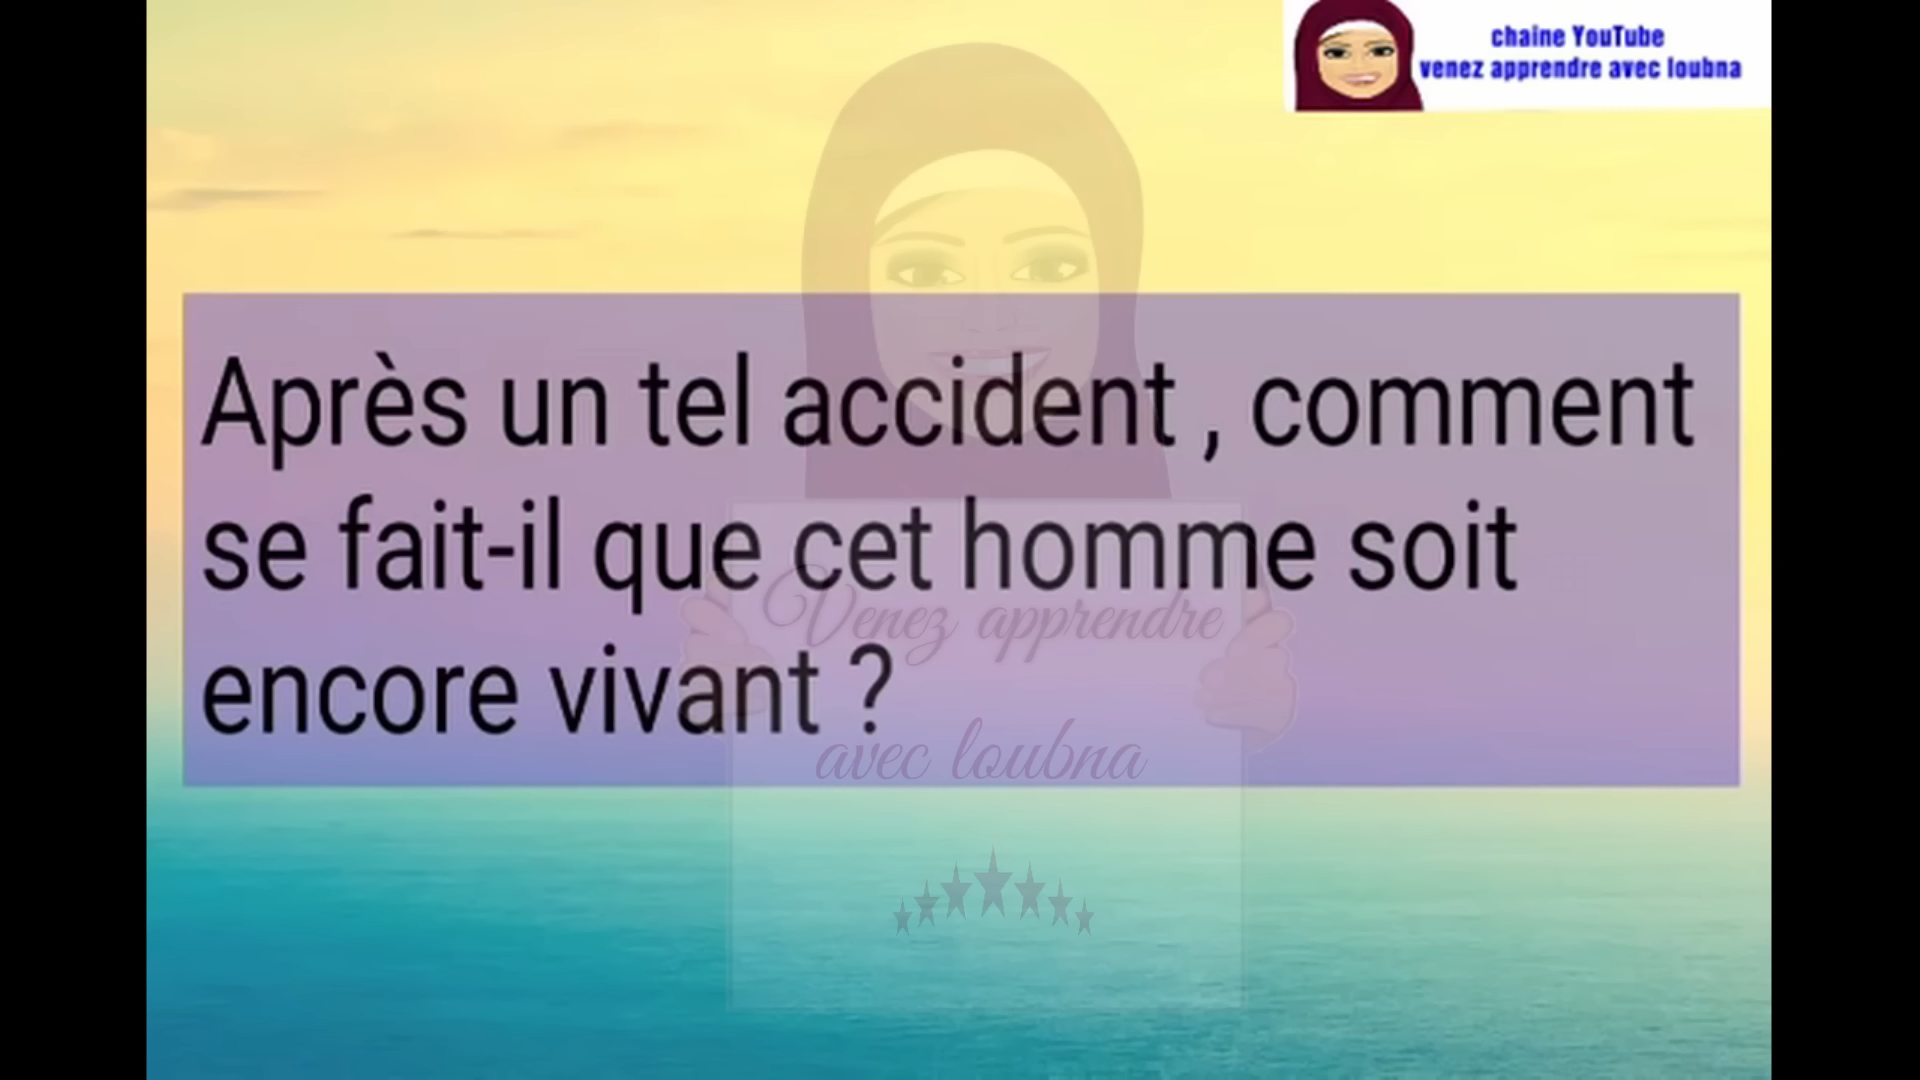 chaine YouTube
venez apprendre avec loubna
Après un tel accident , comment
se fait-il que cet homme soit
encore vivant ?
Venez apprendre
avec loubna